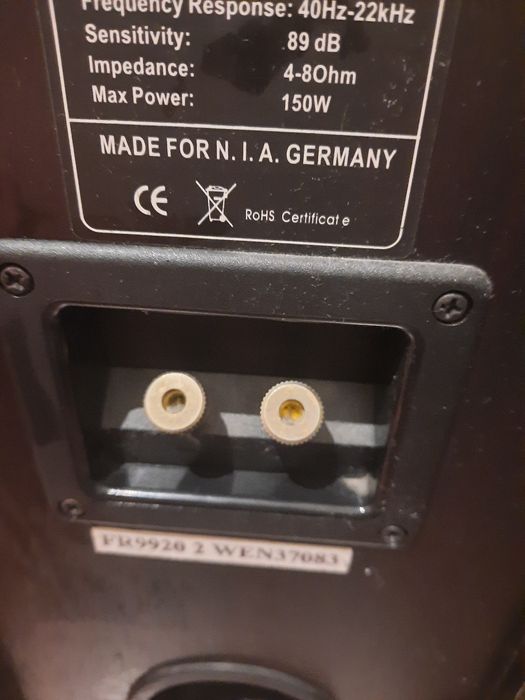 Frequency Response: 40Hz-22kHz
Sensitivity: 89 dB
Impedance: 4-8Ohm
Max Power: 150W
MADE FOR N. I. A. GERMANY
CE
RoHS Certificate
FR9920 2 WEN37083